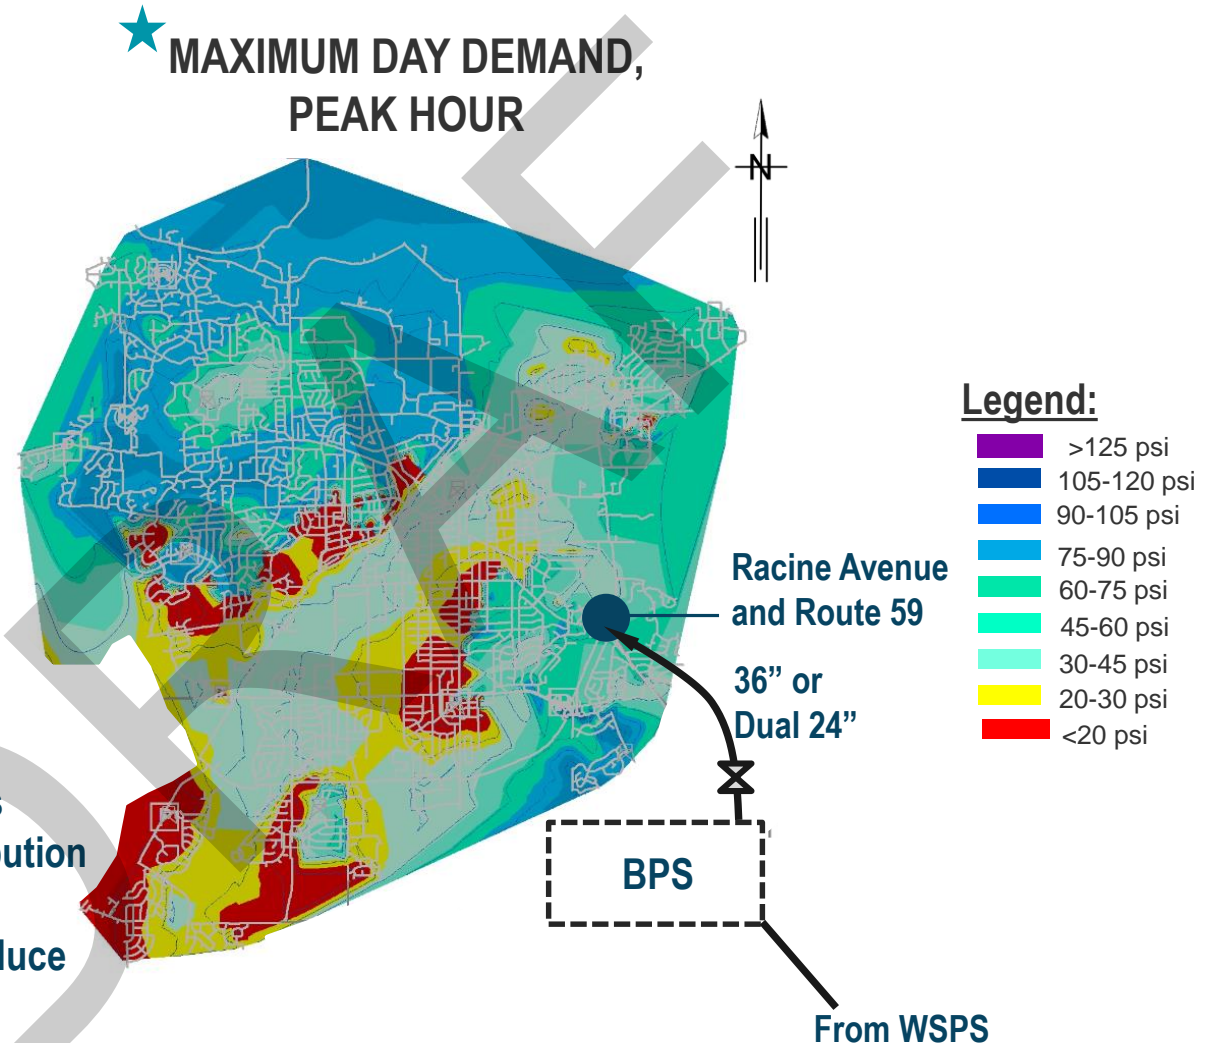 MAXIMUM DAY DEMAND,
PEAK HOUR
N
Legend:
>125 psi
105-120 psi
90-105 psi
75-90 psi
60-75 psi
45-60 psi
30-45 psi
20-30 psi
<20 psi
Racine Avenue
and Route 59
36” or
Dual 24”
BPS
From WSPS
s
bution
luce
DRAFT